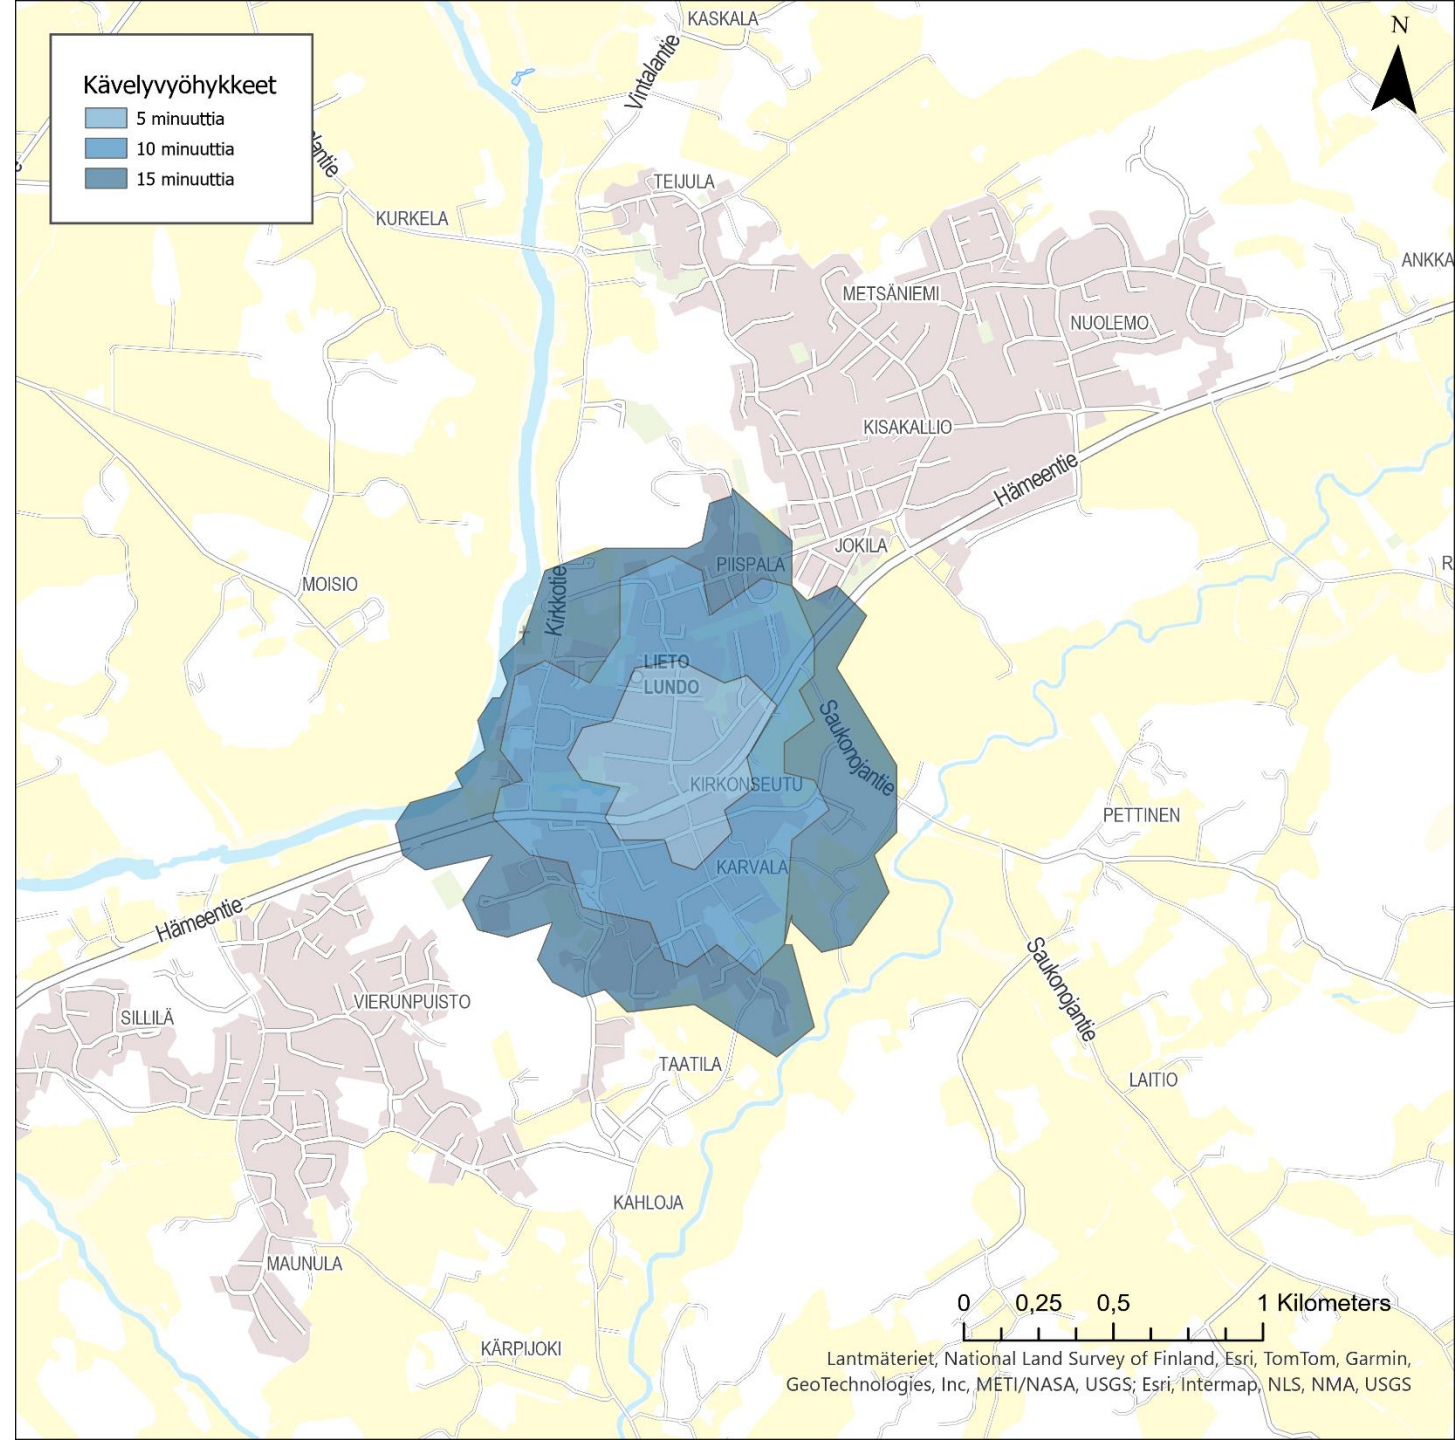 KASKALA
N
Vintalantie
Kävelyvyöhykkeet
5 minuuttia
10 minuuttia
15 minuuttia
TEIJULA
KURKELA
ANKKA
METSÄNIEMI
NUOLEMO
KISAKALLIO
Hämeentie
JOKILA
PIISPALA
MOISIO
Kirkkotie
LIETO
LUNDO
Saukonojantie
KIRKONSEUTU
PETTINEN
KARVALA
Hämeentie
Saukonojantie
VIERUNPUISTO
SILLILÄ
TAATILA
LAITIO
KAHLOJA
MAUNULA
KÄRPIJOKI
0 0,25 0,5 1 Kilometers
Lantmäteriet, National Land Survey of Finland, Esri, TomTom, Garmin,
GeoTechnologies, Inc, METI/NASA, USGS; Esri, Intermap, NLS, NMA, USGS